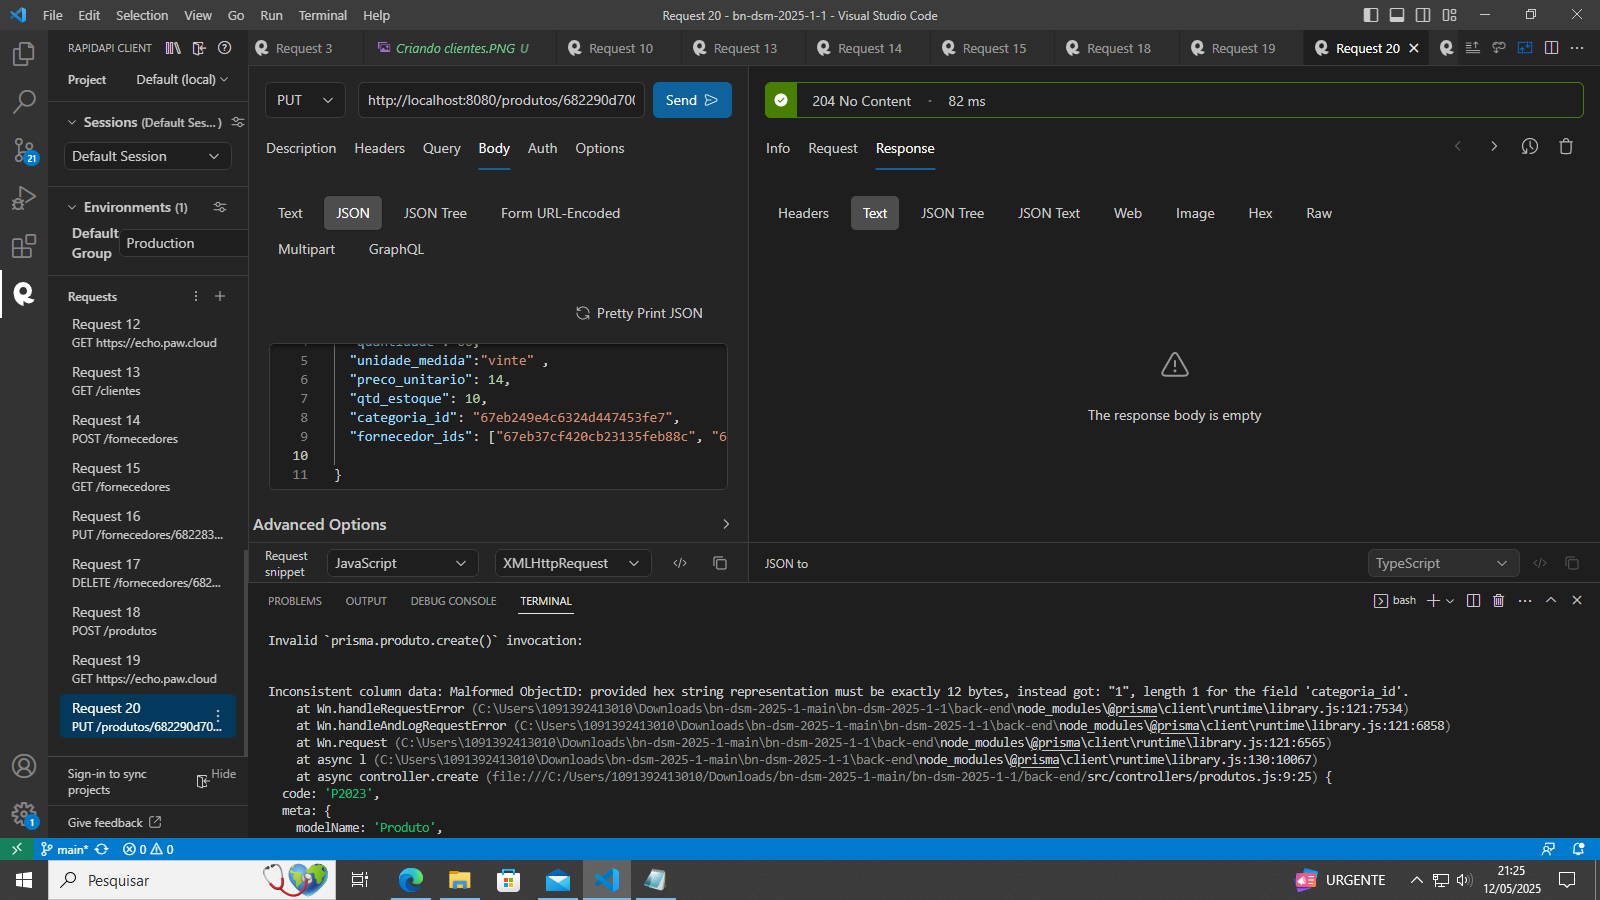 File Edit Selection View Go Run Terminal Help
Request 20 - bn-dsm-2025-1-1 - Visual Studio Code
RAPIDAPI CLIENT
Request 3
Criando clientes.PNG U
Request 10
Request 13
Request 14
Request 15
Request 18
Request 19
Request 20
Project Default (local)
Sessions (Default Ses...)
Default Session
Environments (1)
Default Group
Production
Requests
Request 12
GET https://echo.paw.cloud
Request 13
GET /clientes
Request 14
POST /fornecedores
Request 15
GET /fornecedores
Request 16
PUT /fornecedores/682283...
Request 17
DELETE /fornecedores/682...
Request 18
POST /produtos
Request 19
GET https://echo.paw.cloud
Request 20
PUT /produtos/682290d70...
Sign-in to sync projects
Hide
Give feedback
21
1
PUT
http://localhost:8080/produtos/682290d700
Send
Description Headers Query Body Auth Options
Text JSON JSON Tree Form URL-Encoded
Multipart GraphQL
Pretty Print JSON
5 "unidade_medida":"vinte" ,
6 "preco_unitario": 14,
7 "qtd_estoque": 10,
8 "categoria_id": "67eb249e4c6324d447453fe7",
9 "fornecedor_ids": ["67eb37cf420cb23135feb88c", "6
10
11 }
Advanced Options
Request snippet
JavaScript
XMLHttpRequest
204 No Content - 82 ms
Info Request Response
Headers Text JSON Tree JSON Text Web Image Hex Raw
The response body is empty
JSON to
TypeScript
PROBLEMS OUTPUT DEBUG CONSOLE TERMINAL
bash
Invalid `prisma.produto.create()` invocation:
Inconsistent column data: Malformed ObjectID: provided hex string representation must be exactly 12 bytes, instead got: "1", length 1 for the field 'categoria_id'.
at Wn.handleRequestError (C:\Users\1091392413010\Downloads\bn-dsm-2025-1-main\bn-dsm-2025-1-1\back-end\node_modules\@prisma\client\runtime\library.js:121:7534)
at Wn.handleAndLogRequestError (C:\Users\1091392413010\Downloads\bn-dsm-2025-1-main\bn-dsm-2025-1-1\back-end\node_modules\@prisma\client\runtime\library.js:121:6858)
at Wn.request (C:\Users\1091392413010\Downloads\bn-dsm-2025-1-main\bn-dsm-2025-1-1\back-end\node_modules\@prisma\client\runtime\library.js:121:6565)
at async l (C:\Users\1091392413010\Downloads\bn-dsm-2025-1-main\bn-dsm-2025-1-1\back-end\node_modules\@prisma\client\runtime\library.js:130:10067)
at async controller.create (file:///C:/Users/1091392413010/Downloads/bn-dsm-2025-1-main/bn-dsm-2025-1-1/back-end/src/controllers/produtos.js:9:25) {
code: 'P2023',
meta: {
modelName: 'Produto',
main* 0 0
Pesquisar
URGENTE
21:25
12/05/2025